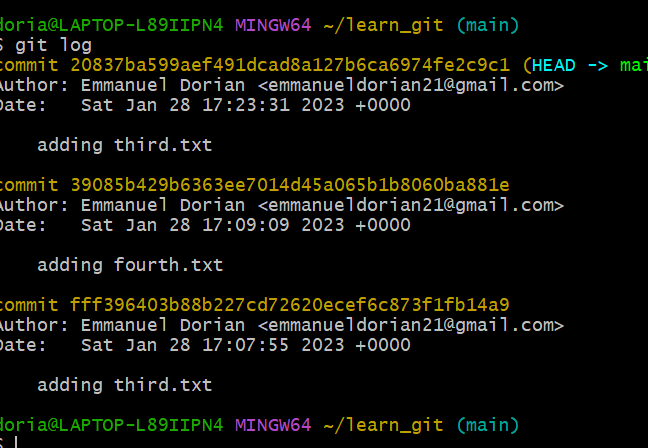 doria@LAPTOP-L89IIPN4 MINGW64 ~/learn_git (main)
$ git log
commit 20837ba599aef491dcad8a127b6ca6974fe2c9c1 (HEAD -> mai
Author: Emmanuel Dorian <emmanueldorian21@gmail.com>
Date:   Sat Jan 28 17:23:31 2023 +0000

    adding third.txt

commit 39085b429b6363ee7014d45a065b1b8060ba881e
Author: Emmanuel Dorian <emmanueldorian21@gmail.com>
Date:   Sat Jan 28 17:09:09 2023 +0000

    adding fourth.txt

commit fff396403b88b227cd72620ecef6c873f1fb14a9
Author: Emmanuel Dorian <emmanueldorian21@gmail.com>
Date:   Sat Jan 28 17:07:55 2023 +0000

    adding third.txt

doria@LAPTOP-L89IIPN4 MINGW64 ~/learn_git (main)
$